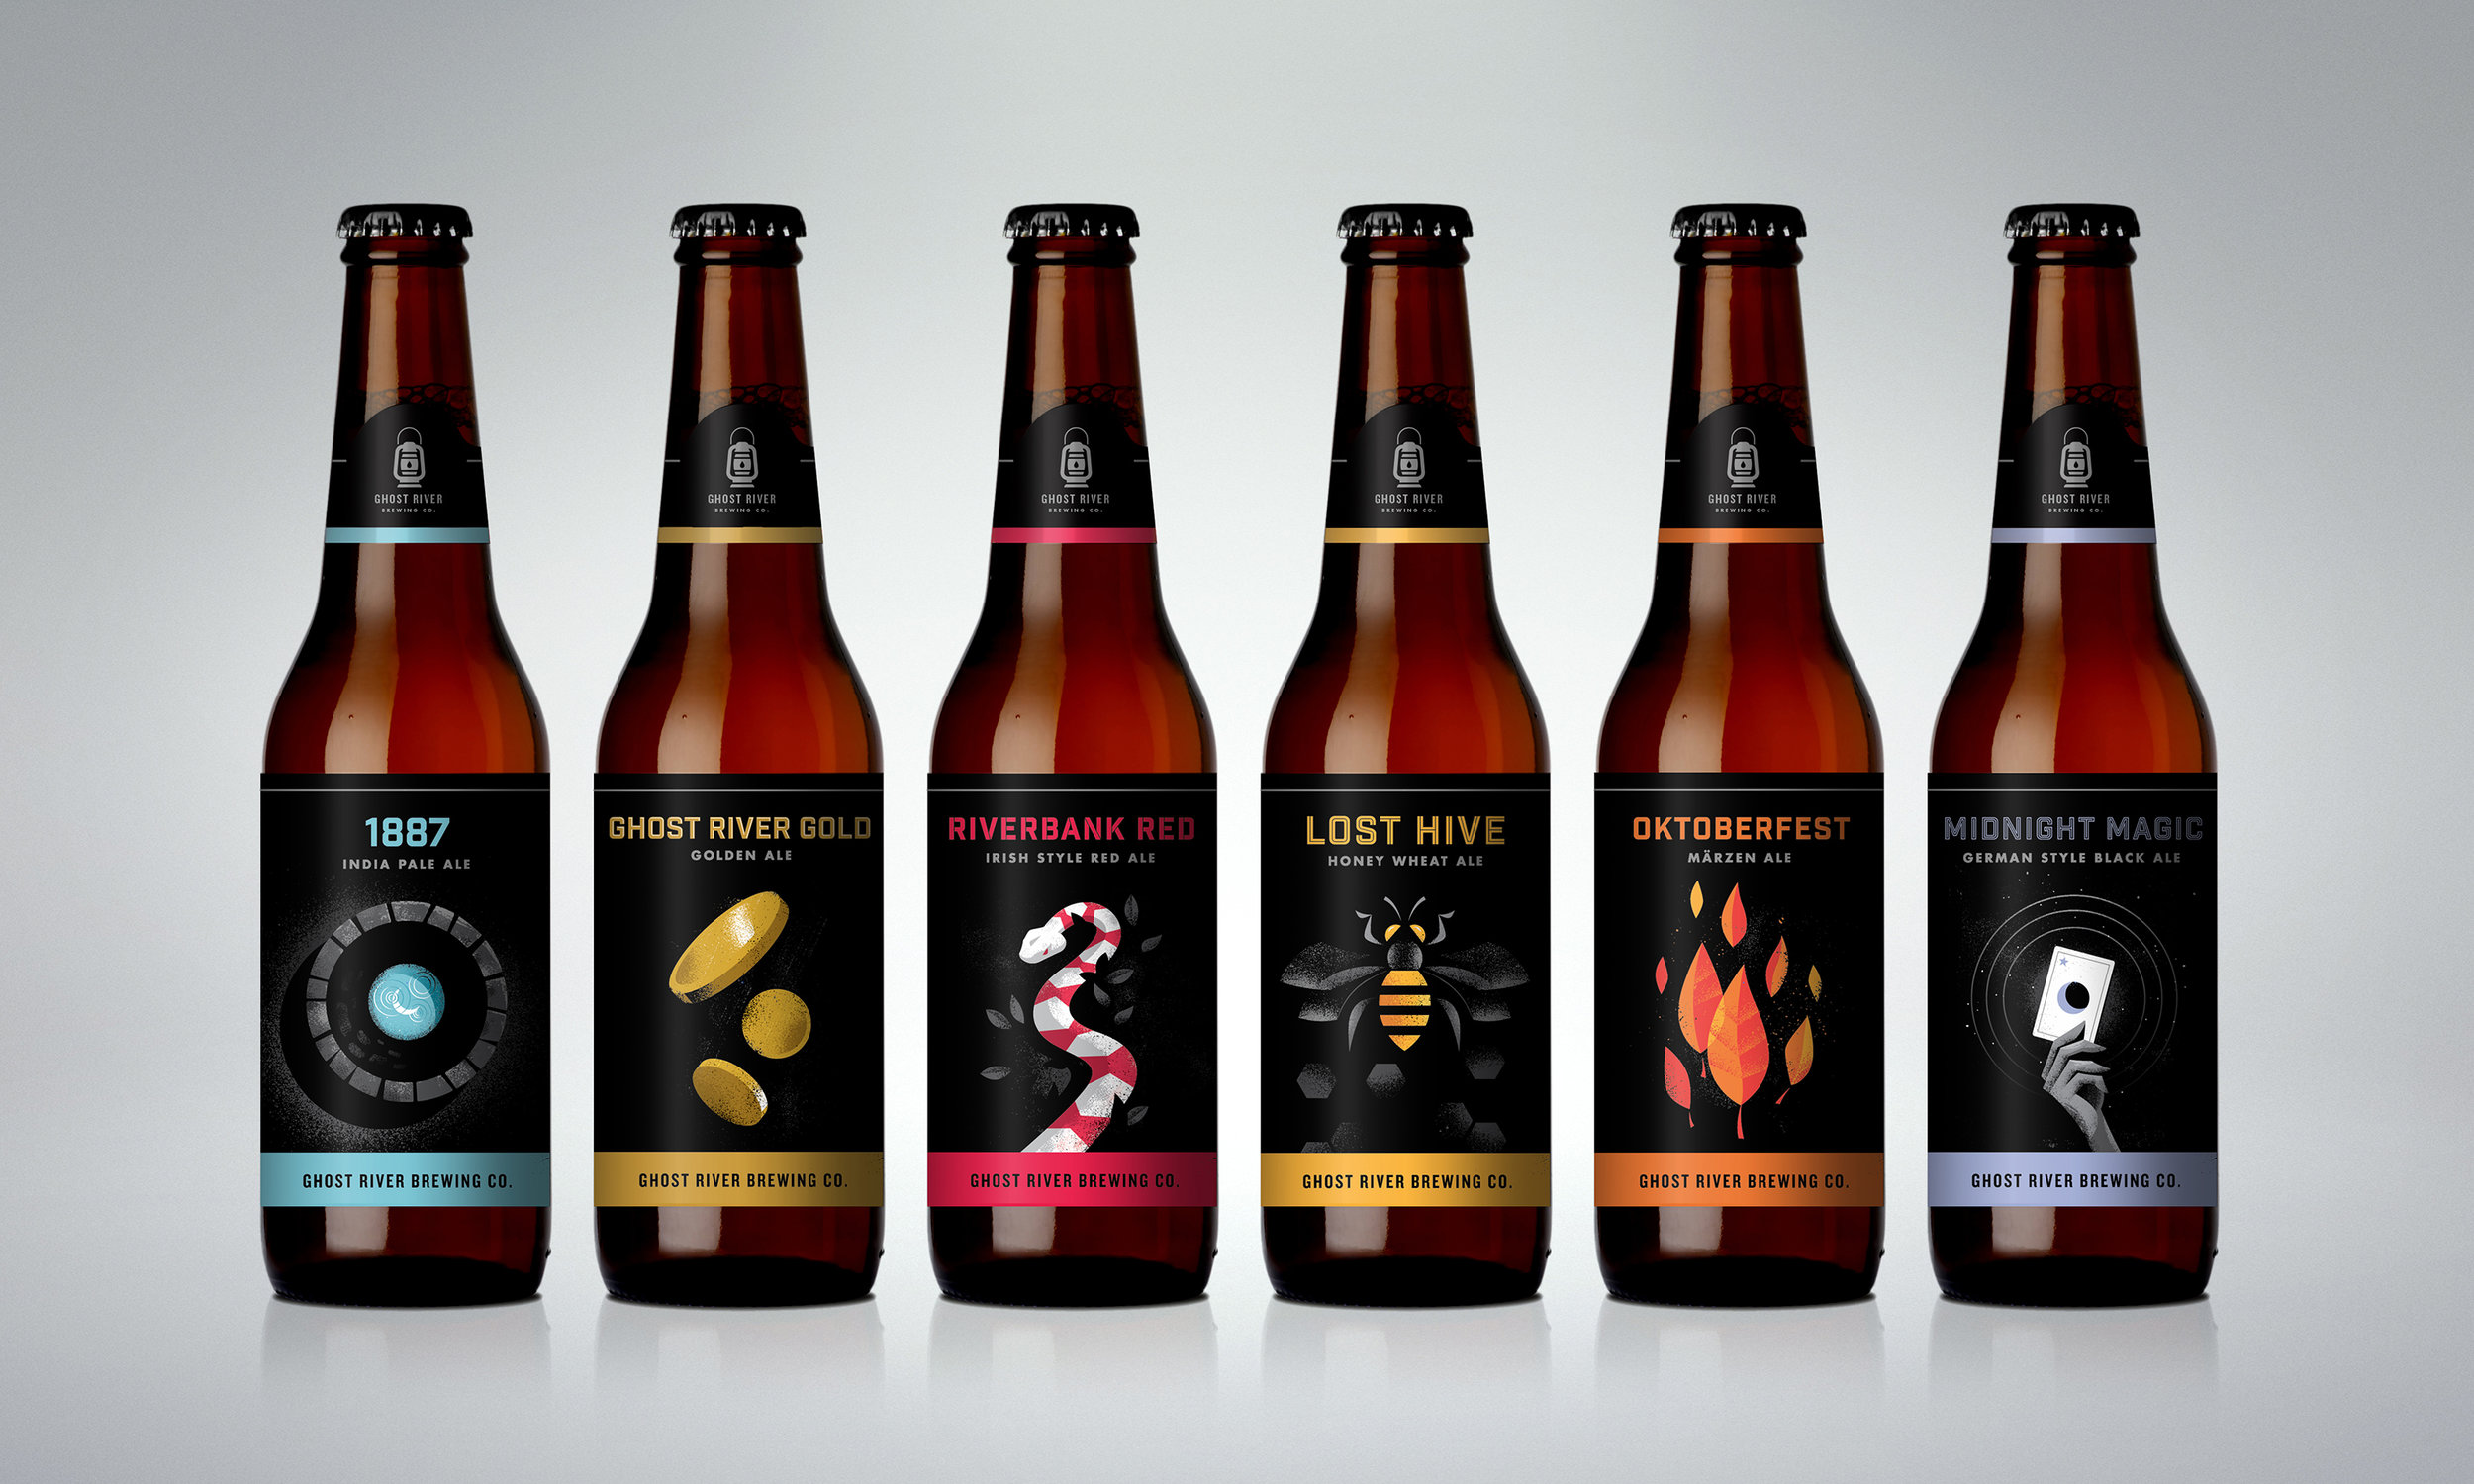 GHOST RIVER
BREWING CO.
GHOST RIVER
BREWING CO.
GHOST RIVER
BREWING CO.
GHOST RIVER
BREWING CO.
GHOST RIVER
BREWING CO.
GHOST RIVER
BREWING CO.
1887
INDIA PALE ALE
GHOST RIVER BREWING CO.
GHOST RIVER GOLD
GOLDEN ALE
GHOST RIVER BREWING CO.
RIVERBANK RED
IRISH STYLE RED ALE
GHOST RIVER BREWING CO.
LOST HIVE
HONEY WHEAT ALE
GHOST RIVER BREWING CO.
OKTOBERFEST
MÄRZEN ALE
GHOST RIVER BREWING CO.
MIDNIGHT MAGIC
GERMAN STYLE BLACK ALE
GHOST RIVER BREWING CO.